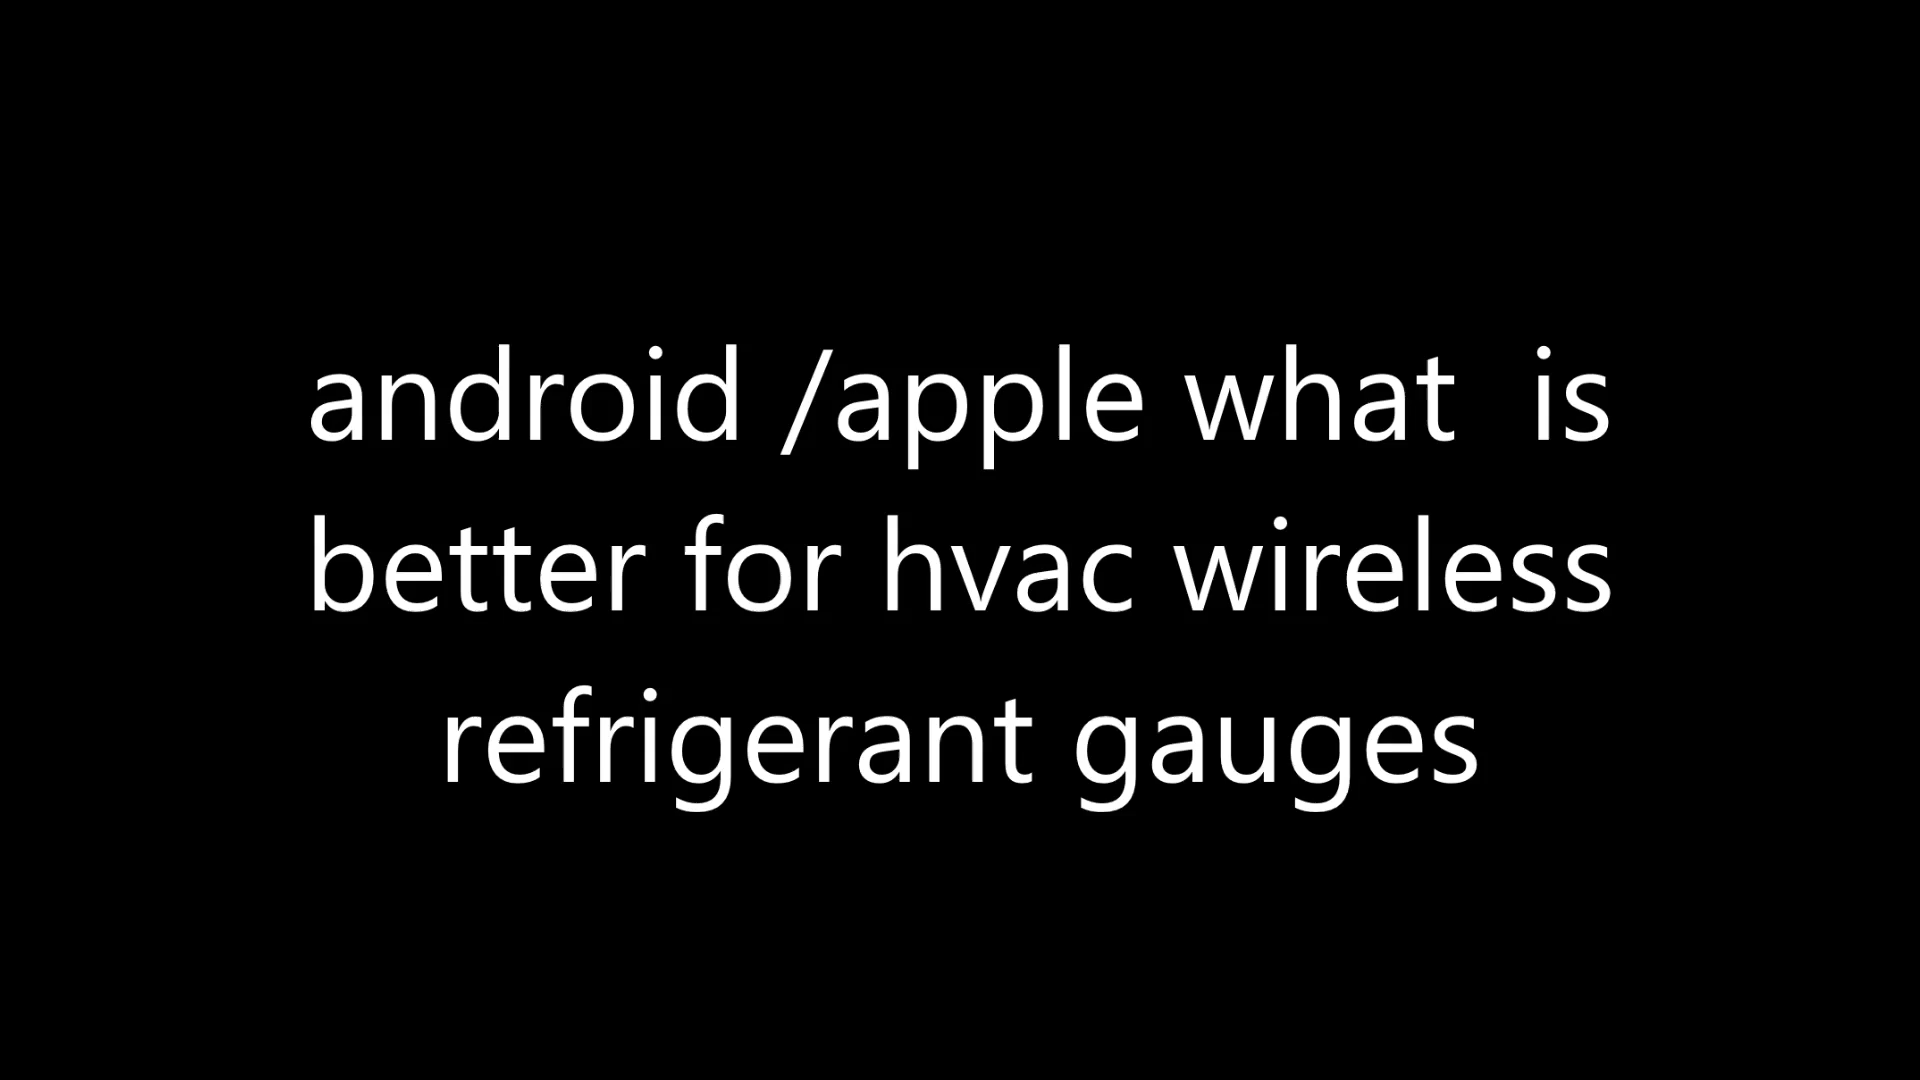 android /apple what  is
better for hvac wireless
refrigerant gauges